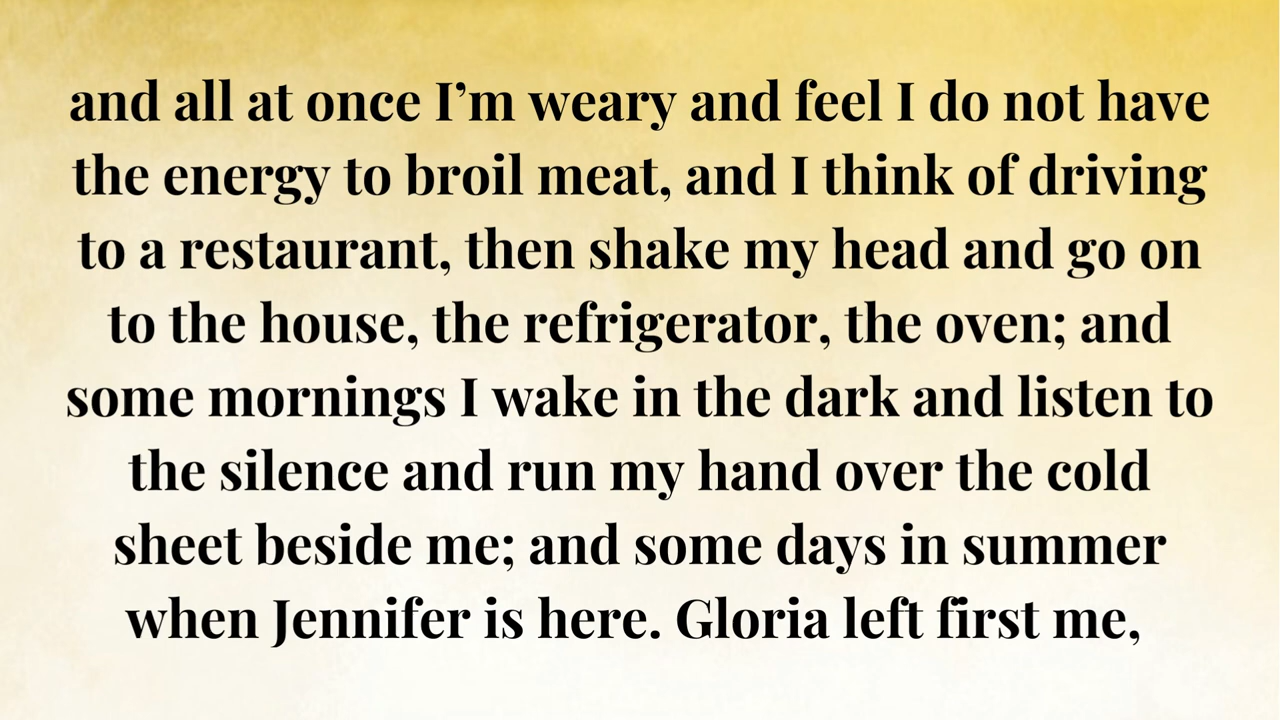 and all at once I’m weary and feel I do not have
the energy to broil meat, and I think of driving
to a restaurant, then shake my head and go on
to the house, the refrigerator, the oven; and
some mornings I wake in the dark and listen to
the silence and run my hand over the cold
sheet beside me; and some days in summer
when Jennifer is here. Gloria left first me,